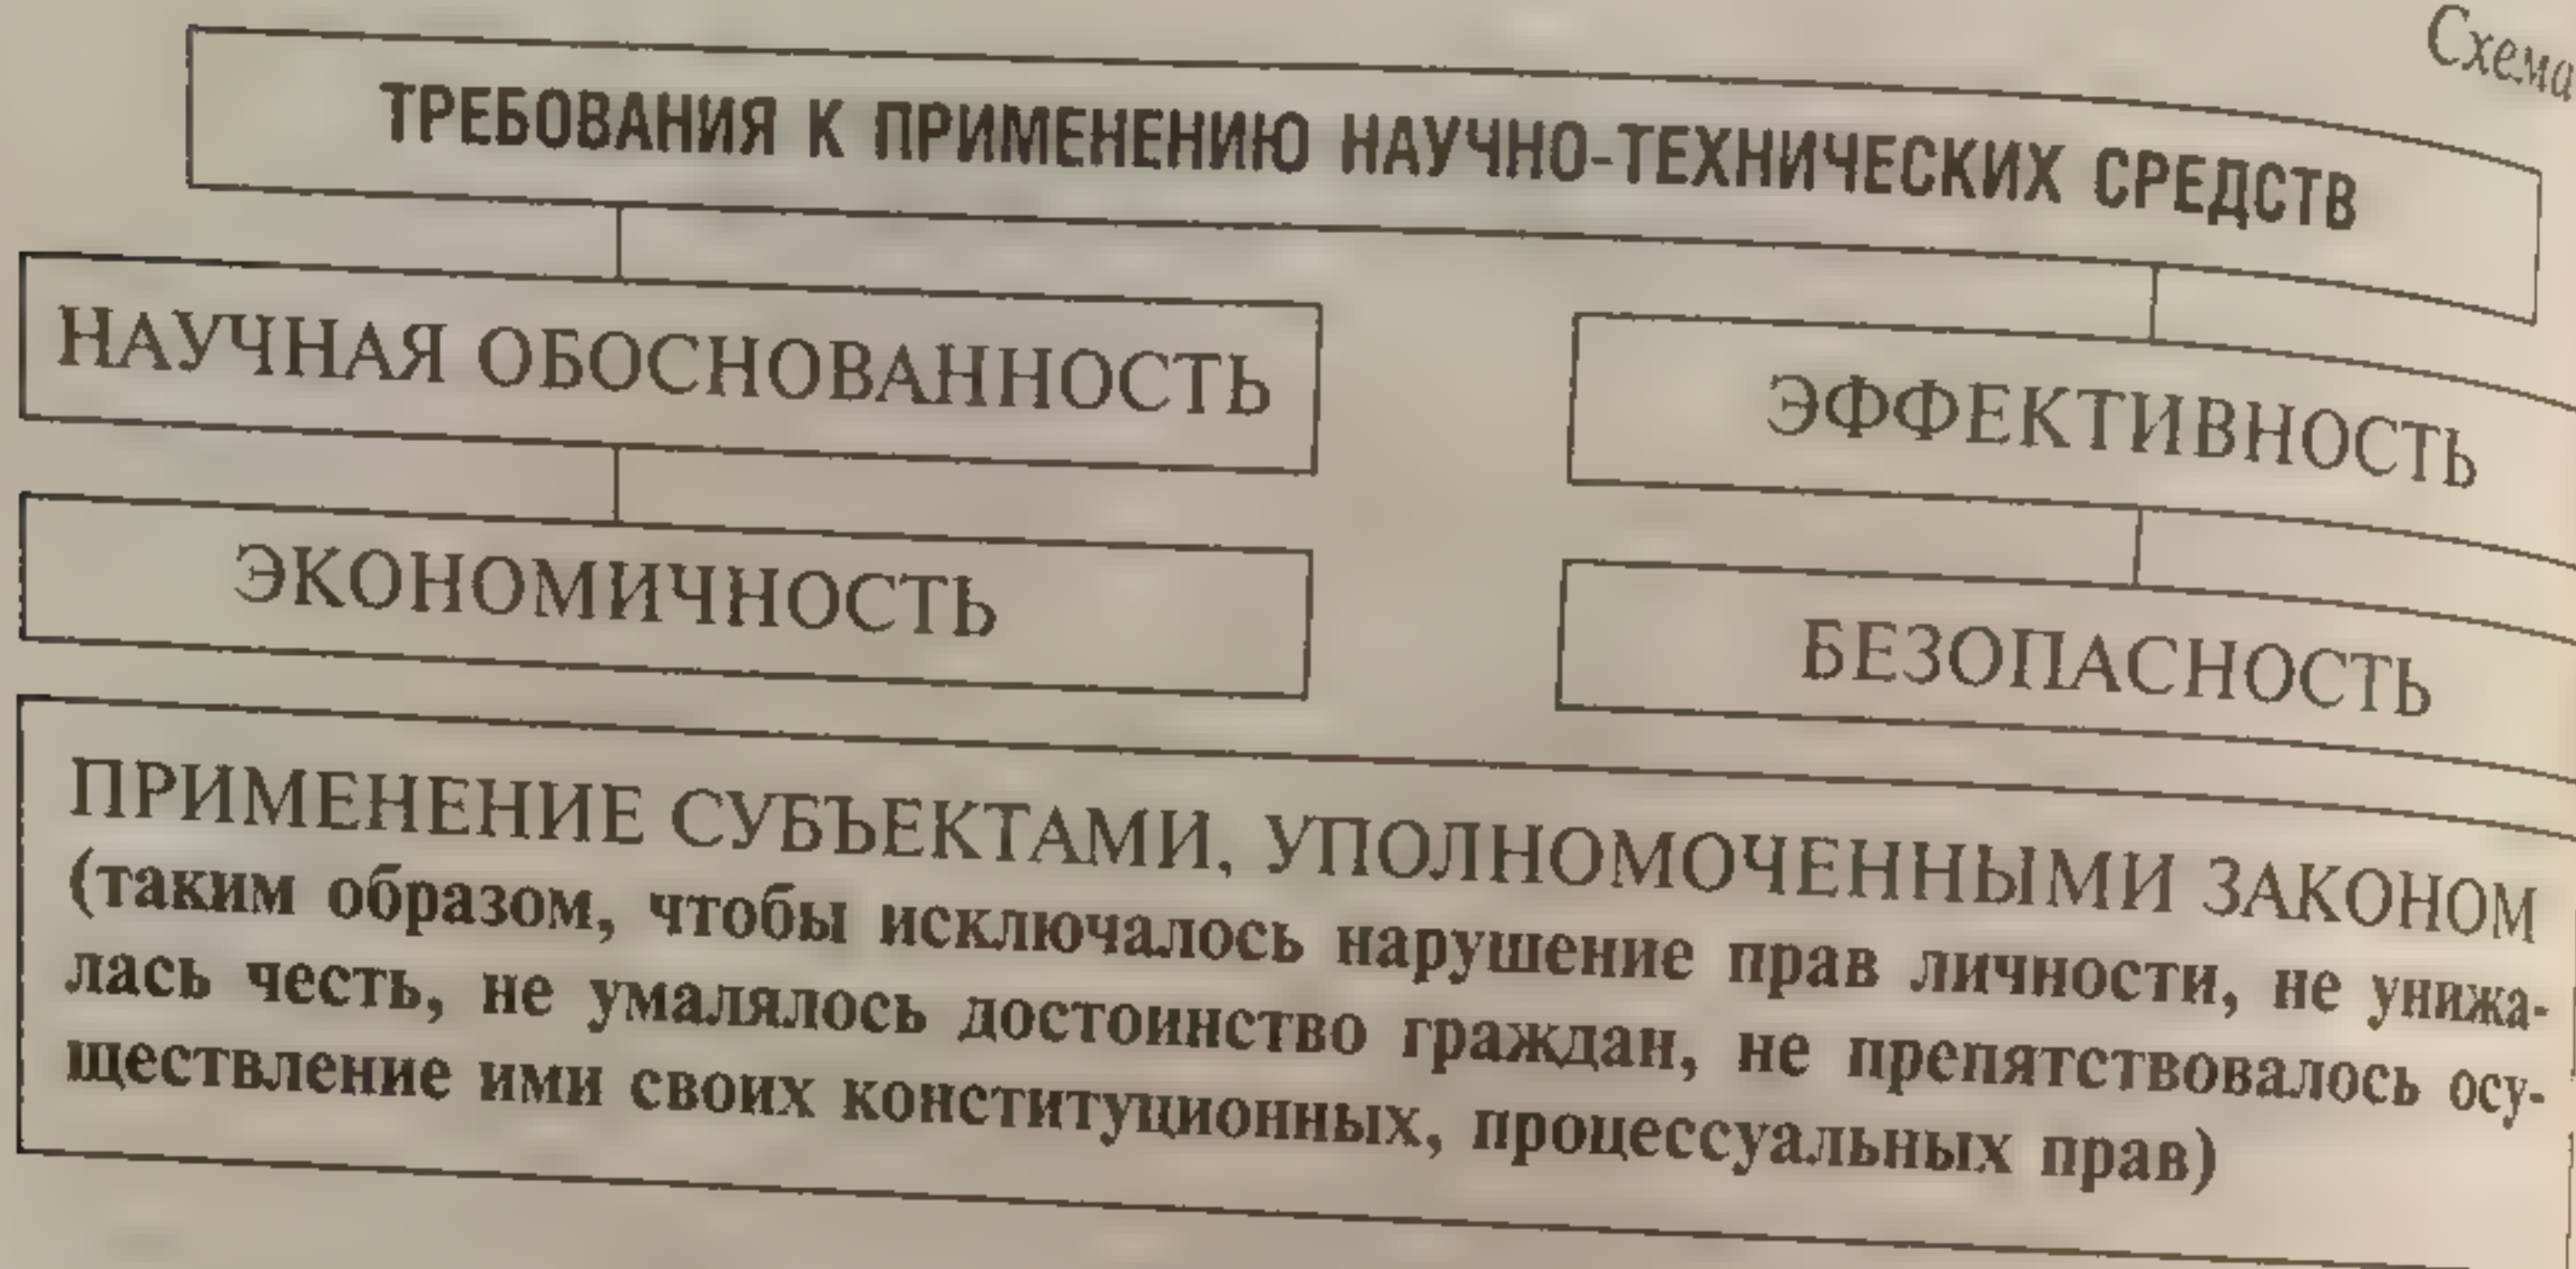 Схема
ТРЕБОВАНИЯ К ПРИМЕНЕНИЮ НАУЧНО-ТЕХНИЧЕСКИХ СРЕДСТВ
НАУЧНАЯ ОБОСНОВАННОСТЬ
ЭФФЕКТИВНОСТЬ
ЭКОНОМИЧНОСТЬ
БЕЗОПАСНОСТЬ
ПРИМЕНЕНИЕ СУБЪЕКТАМИ, УПОЛНОМОЧЕННЫМИ ЗАКОНОМ
(таким образом, чтобы исключалось нарушение прав личности, не унижа-
лась честь, не умалялось достоинство граждан, не препятствовалось осу-
ществление ими своих конституционных, процессуальных прав)